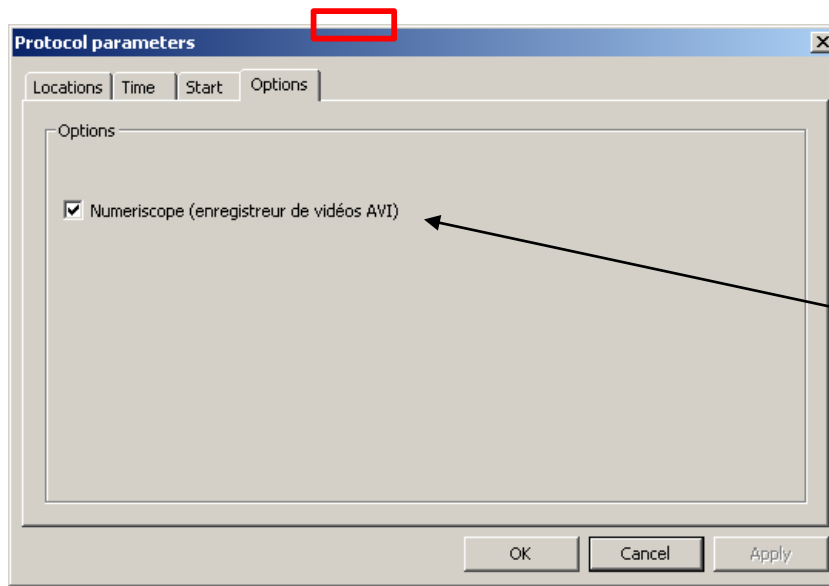 Protocol parameters
Locations Time Start Options
Options
Numeriscope (enregistreur de vidéos AVI)
OK Cancel Apply